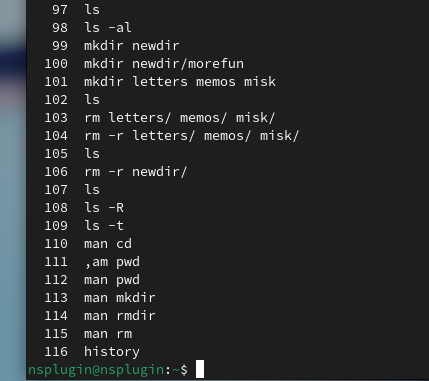 97 ls
98 ls -al
99 mkdir newdir
100 mkdir newdir/morefun
101 mkdir letters memos misk
102 ls
103 rm letters/ memos/ misk/
104 rm -r letters/ memos/ misk/
105 ls
106 rm -r newdir/
107 ls
108 ls -R
109 ls -t
110 man cd
111 ,am pwd
112 man pwd
113 man mkdir
114 man rmdir
115 man rm
116 history
nsplugin@nsplugin:~$